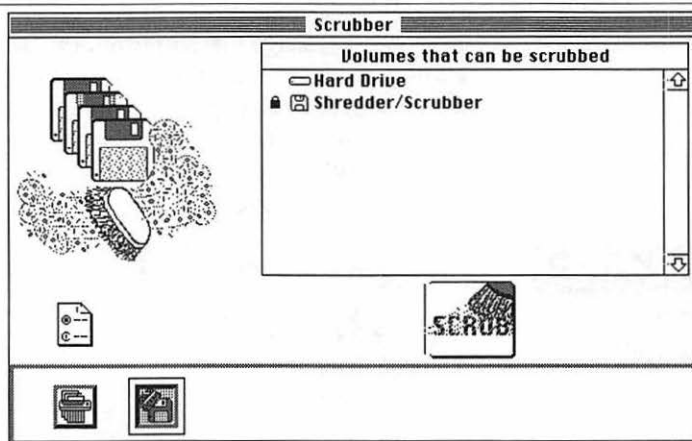 Scrubber
Volumes that can be scrubbed
Hard Drive
Shredder/Scrubber
SCRUB